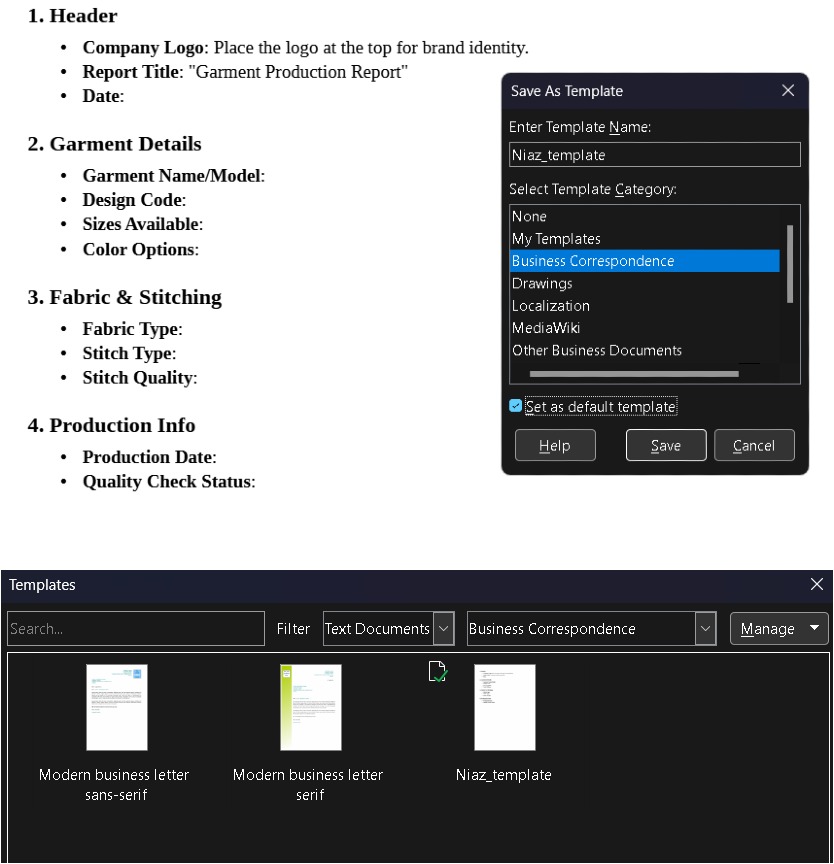 1. Header
• Company Logo: Place the logo at the top for brand identity.
• Report Title: "Garment Production Report"
• Date:
2. Garment Details
• Garment Name/Model:
• Design Code:
• Sizes Available:
• Color Options:
3. Fabric & Stitching
• Fabric Type:
• Stitch Type:
• Stitch Quality:
4. Production Info
• Production Date:
• Quality Check Status:
Save As Template
Enter Template Name:
Niaz_template
Select Template Category:
None
My Templates
Business Correspondence
Drawings
Localization
MediaWiki
Other Business Documents
Set as default template
Help Save Cancel
Templates
Search... Filter Text Documents Business Correspondence Manage
Modern business letter
sans-serif
Modern business letter
serif
Niaz_template